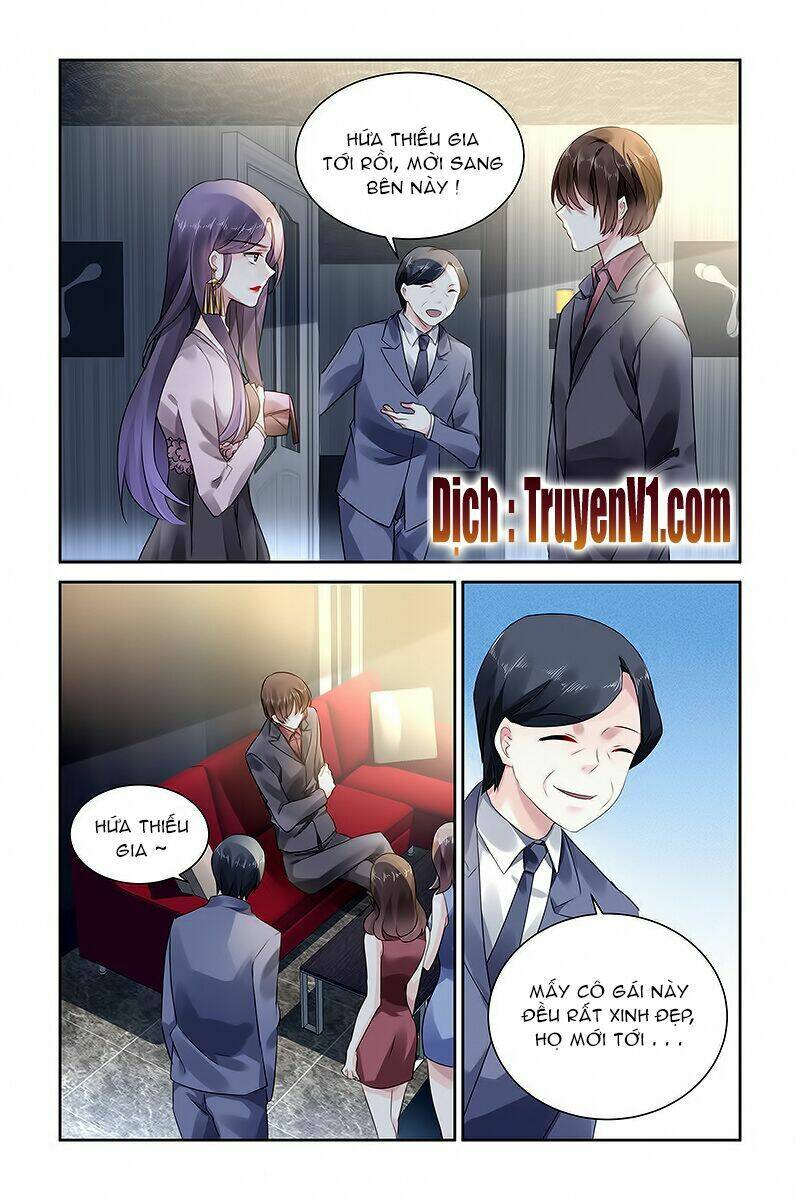 HỨA THIẾU GIA
TỚI RỒI, MỜI SANG
BÊN NÀY !
Dịch : TruyenV1.com
HỨA THIẾU
GIA ~
MẤY CÔ GÁI NÀY
ĐỀU RẤT XINH ĐẸP,
HỌ MỚI TỚI . . .